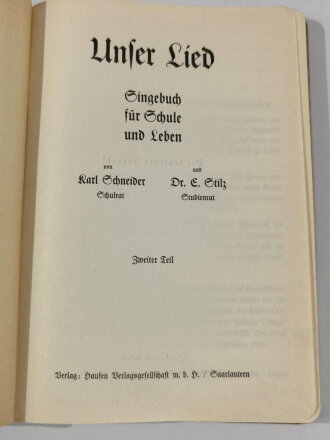 Unser Lied
Singebuch
für Schule
und Leben
von
Karl Schneider
Schulrat
und
Dr. E. Stilz
Studienrat
Zweiter Teil
Verlag: Hausen Verlagsgesellschaft m. b. H. / Saarlautern